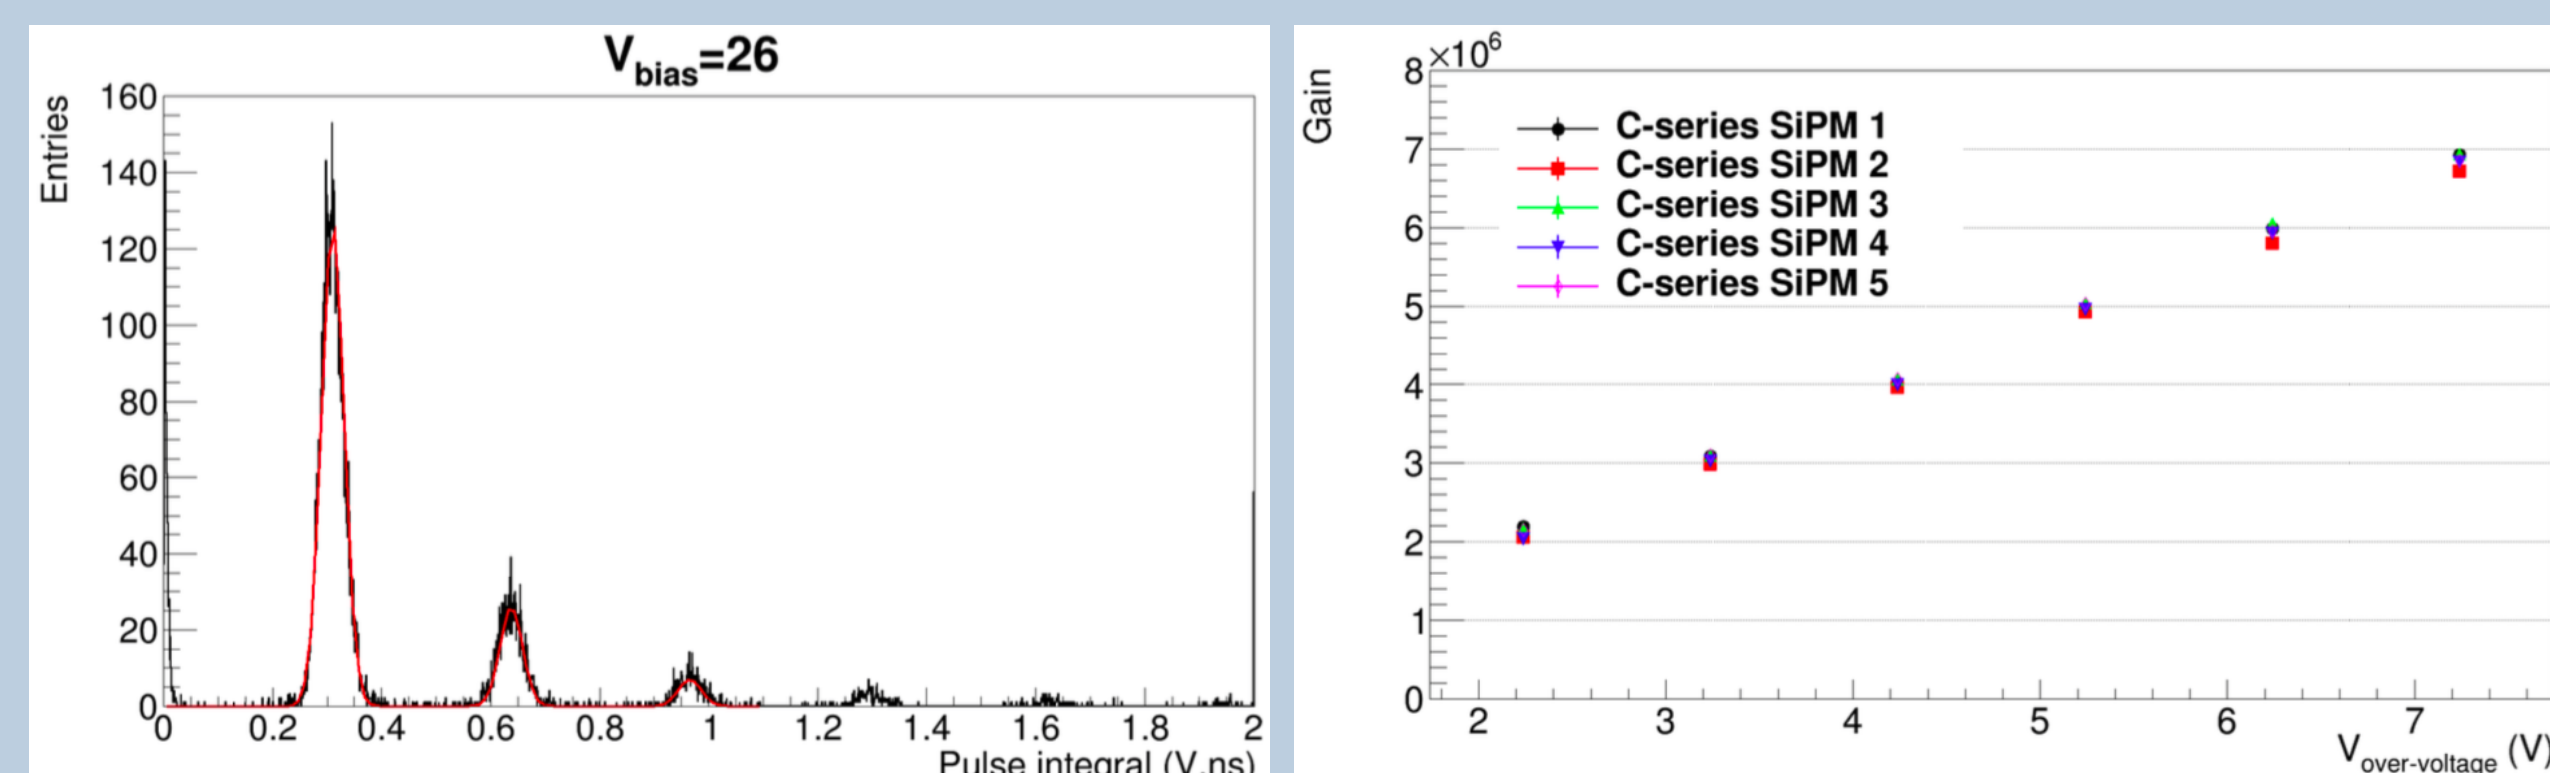 V_bias=26
Entries
160
140
120
100
80
60
40
20
0
0 0.2 0.4 0.6 0.8 1 1.2 1.4 1.6 1.8 2
Pulse integral (V.ns)
×10^6
Gain
8
7
6
5
4
3
2
1
0
C-series SiPM 1
C-series SiPM 2
C-series SiPM 3
C-series SiPM 4
C-series SiPM 5
2 3 4 5 6 7
V_over-voltage (V)